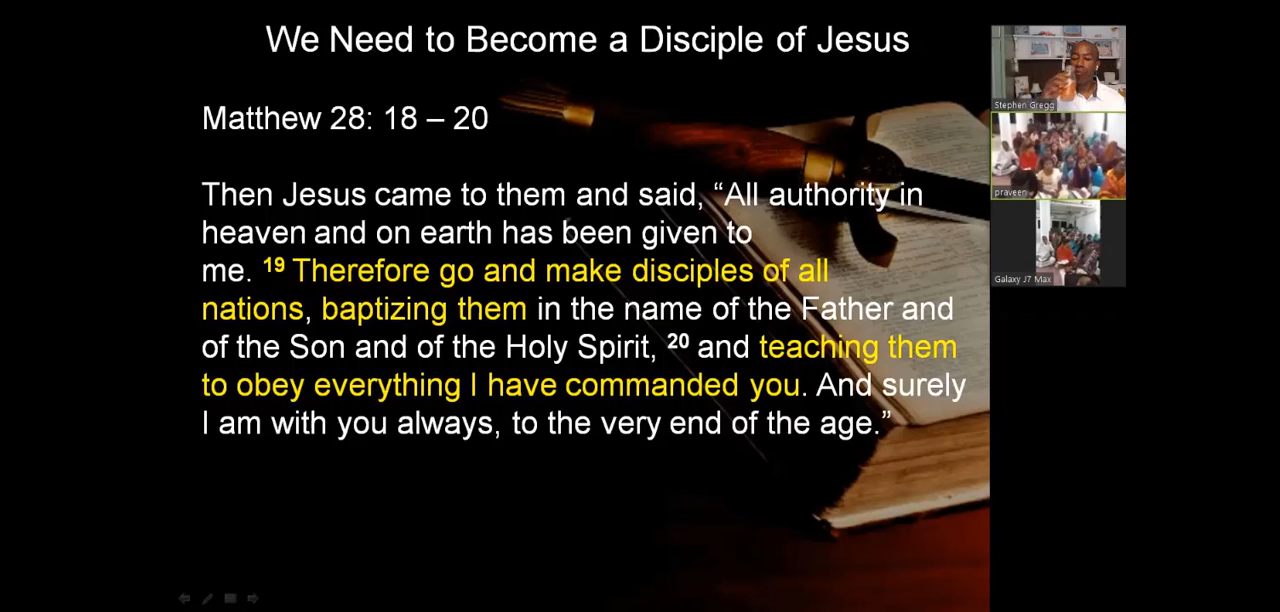 We Need to Become a Disciple of Jesus
Matthew 28: 18 – 20
Then Jesus came to them and said, “All authority in
heaven and on earth has been given to
me. 19 Therefore go and make disciples of all
nations, baptizing them in the name of the Father and
of the Son and of the Holy Spirit, 20 and teaching them
to obey everything I have commanded you. And surely
I am with you always, to the very end of the age.”
Stephen Gregg
praveen
Galaxy J7 Max